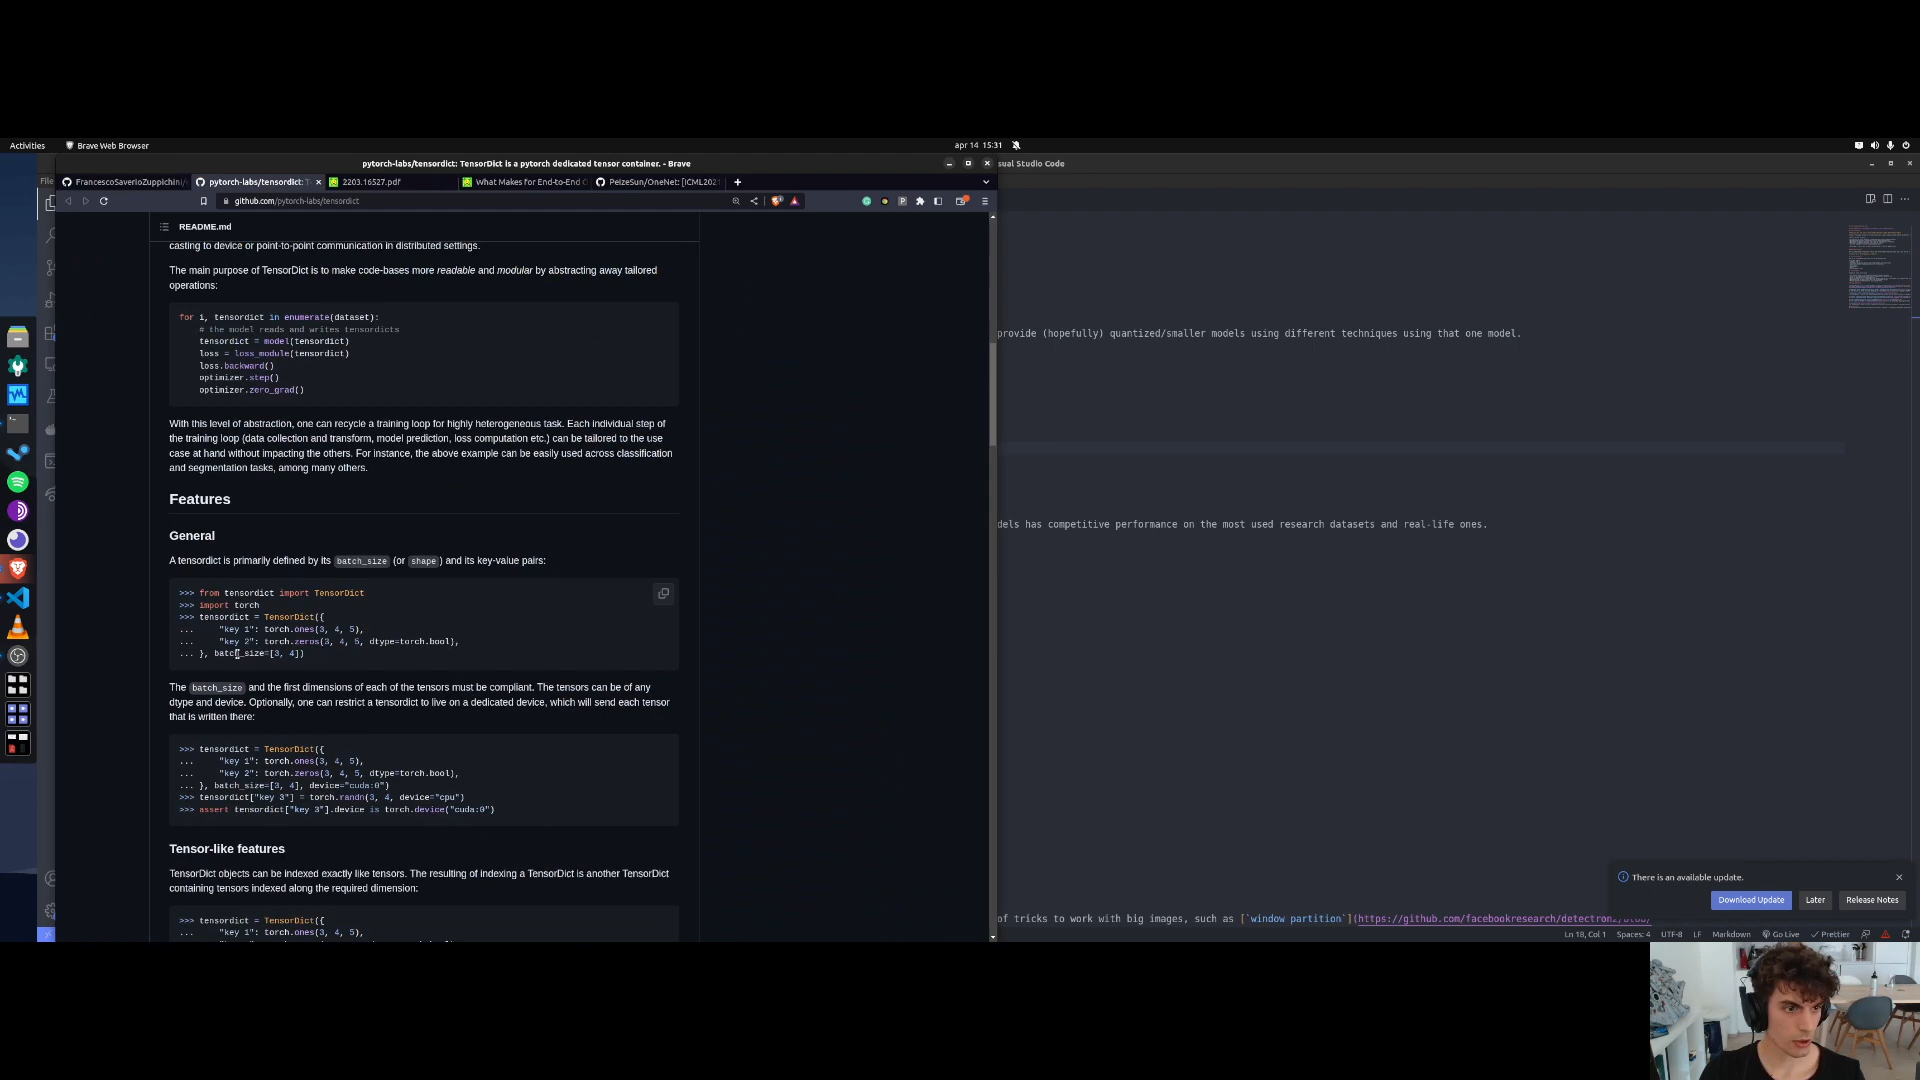 Activities
Brave Web Browser
apr 14 15:31
pytorch-labs/tensordict: TensorDict is a pytorch dedicated tensor container. - Brave
sual Studio Code
FrancescoSaverioZuppichini/
pytorch-labs/tensordict: T
2203.16527.pdf
What Makes for End-to-End O
PeizeSun/OneNet: [ICML2021
File
github.com/pytorch-labs/tensordict
README.md
casting to device or point-to-point communication in distributed settings.
The main purpose of TensorDict is to make code-bases more readable and modular by abstracting away tailored
operations:
for i, tensordict in enumerate(dataset):
    # the model reads and writes tensordicts
    tensordict = model(tensordict)
    loss = loss_module(tensordict)
    loss.backward()
    optimizer.step()
    optimizer.zero_grad()
With this level of abstraction, one can recycle a training loop for highly heterogeneous task. Each individual step of
the training loop (data collection and transform, model prediction, loss computation etc.) can be tailored to the use
case at hand without impacting the others. For instance, the above example can be easily used across classification
and segmentation tasks, among many others.
Features
General
A tensordict is primarily defined by its batch_size (or shape) and its key-value pairs:
>>> from tensordict import TensorDict
>>> import torch
>>> tensordict = TensorDict({
...     "key 1": torch.ones(3, 4, 5),
...     "key 2": torch.zeros(3, 4, 5, dtype=torch.bool),
... }, batch_size=[3, 4])
The batch_size and the first dimensions of each of the tensors must be compliant. The tensors can be of any
dtype and device. Optionally, one can restrict a tensordict to live on a dedicated device, which will send each tensor
that is written there:
>>> tensordict = TensorDict({
...     "key 1": torch.ones(3, 4, 5),
...     "key 2": torch.zeros(3, 4, 5, dtype=torch.bool),
... }, batch_size=[3, 4], device="cuda:0")
>>> tensordict["key 3"] = torch.randn(3, 4, device="cpu")
>>> assert tensordict["key 3"].device is torch.device("cuda:0")
Tensor-like features
TensorDict objects can be indexed exactly like tensors. The resulting of indexing a TensorDict is another TensorDict
containing tensors indexed along the required dimension:
>>> tensordict = TensorDict({
...     "key 1": torch.ones(3, 4, 5),
provide (hopefully) quantized/smaller models using different techniques using that one model.
dels has competitive performance on the most used research datasets and real-life ones.
There is an available update.
Download Update
Later
Release Notes
of tricks to work with big images, such as [`window partition`](https://github.com/facebookresearch/detectron2/blob/
Ln 18, Col 1
Spaces: 4
UTF-8
LF
Markdown
Go Live
Prettier